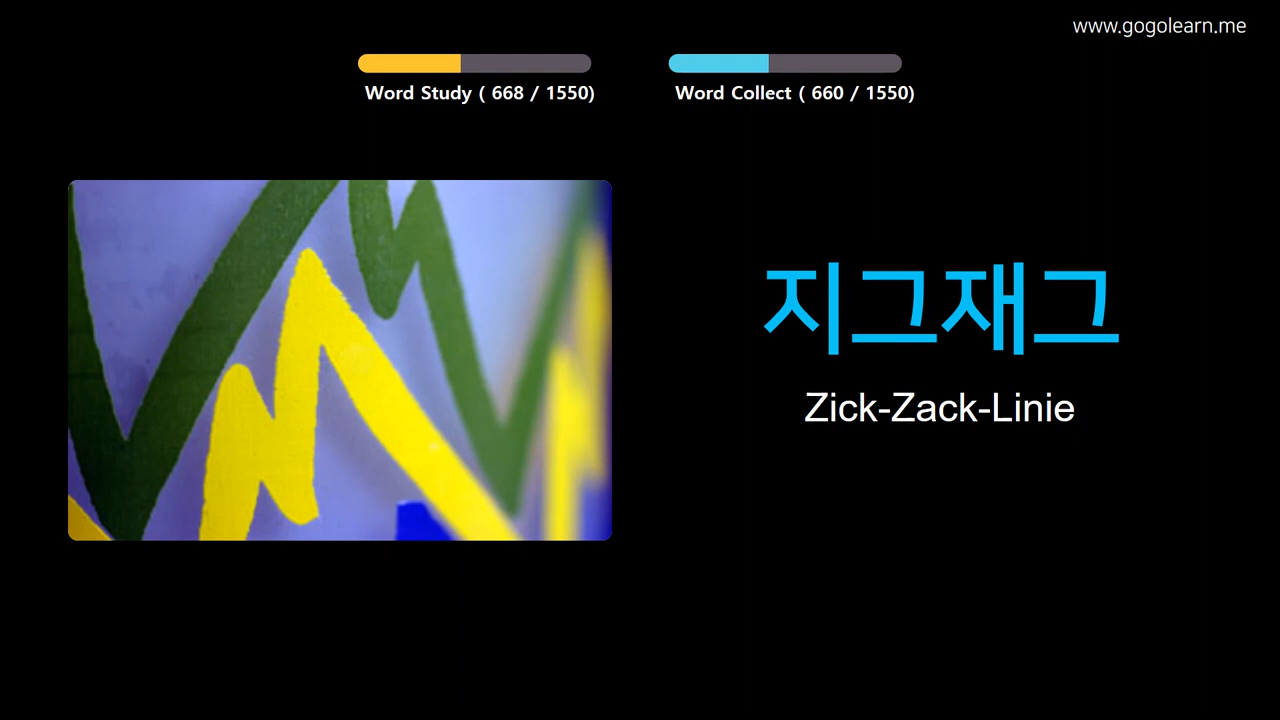 www.gogolearn.me
Word Study ( 668 / 1550)
Word Collect ( 660 / 1550)
지그재그
Zick-Zack-Linie